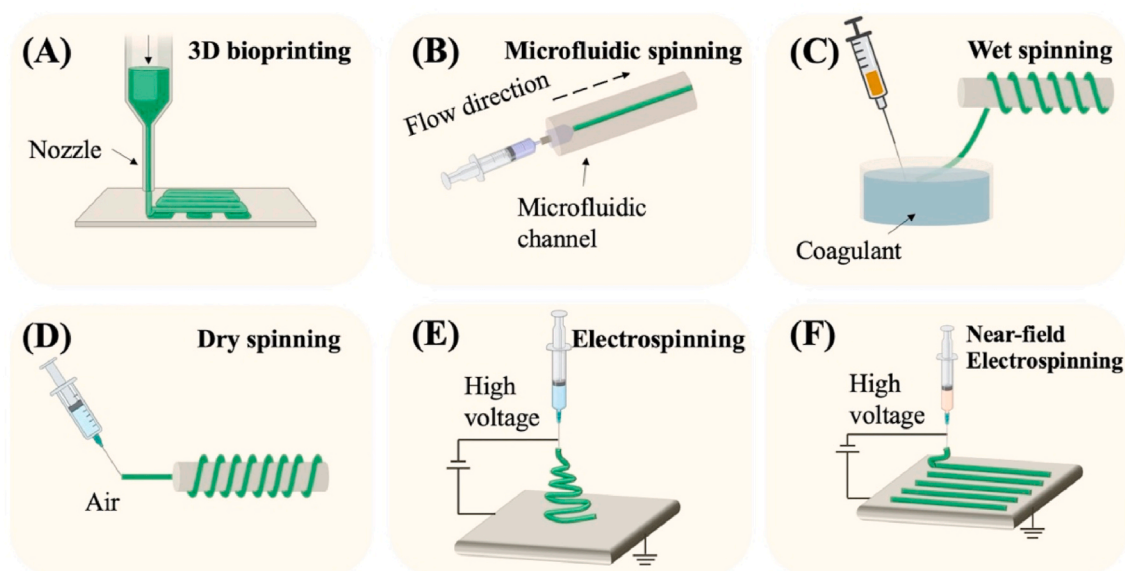 (A) 3D bioprinting
Nozzle
(B) Microfluidic spinning
Flow direction
Microfluidic
channel
(C) Wet spinning
Coagulant
(D) Dry spinning
Air
(E) Electrospinning
High
voltage
(F) Near-field
Electrospinning
High
voltage